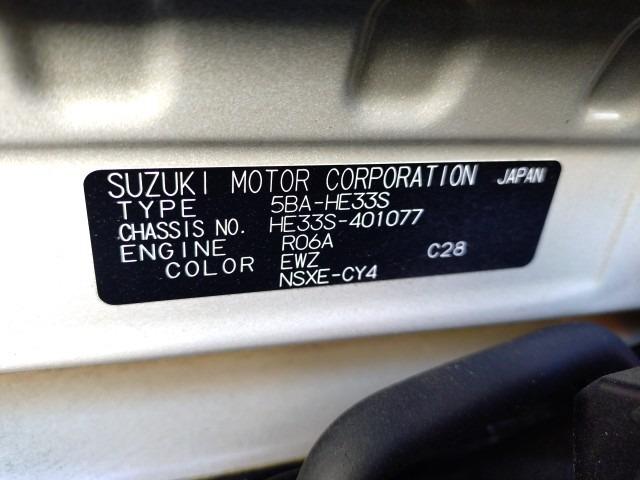 SUZUKI MOTOR CORPORATION JAPAN
TYPE 5BA-HE33S
CHASSIS NO. HE33S-401077
ENGINE R06A
COLOR EWZ C28
NSXE-CY4